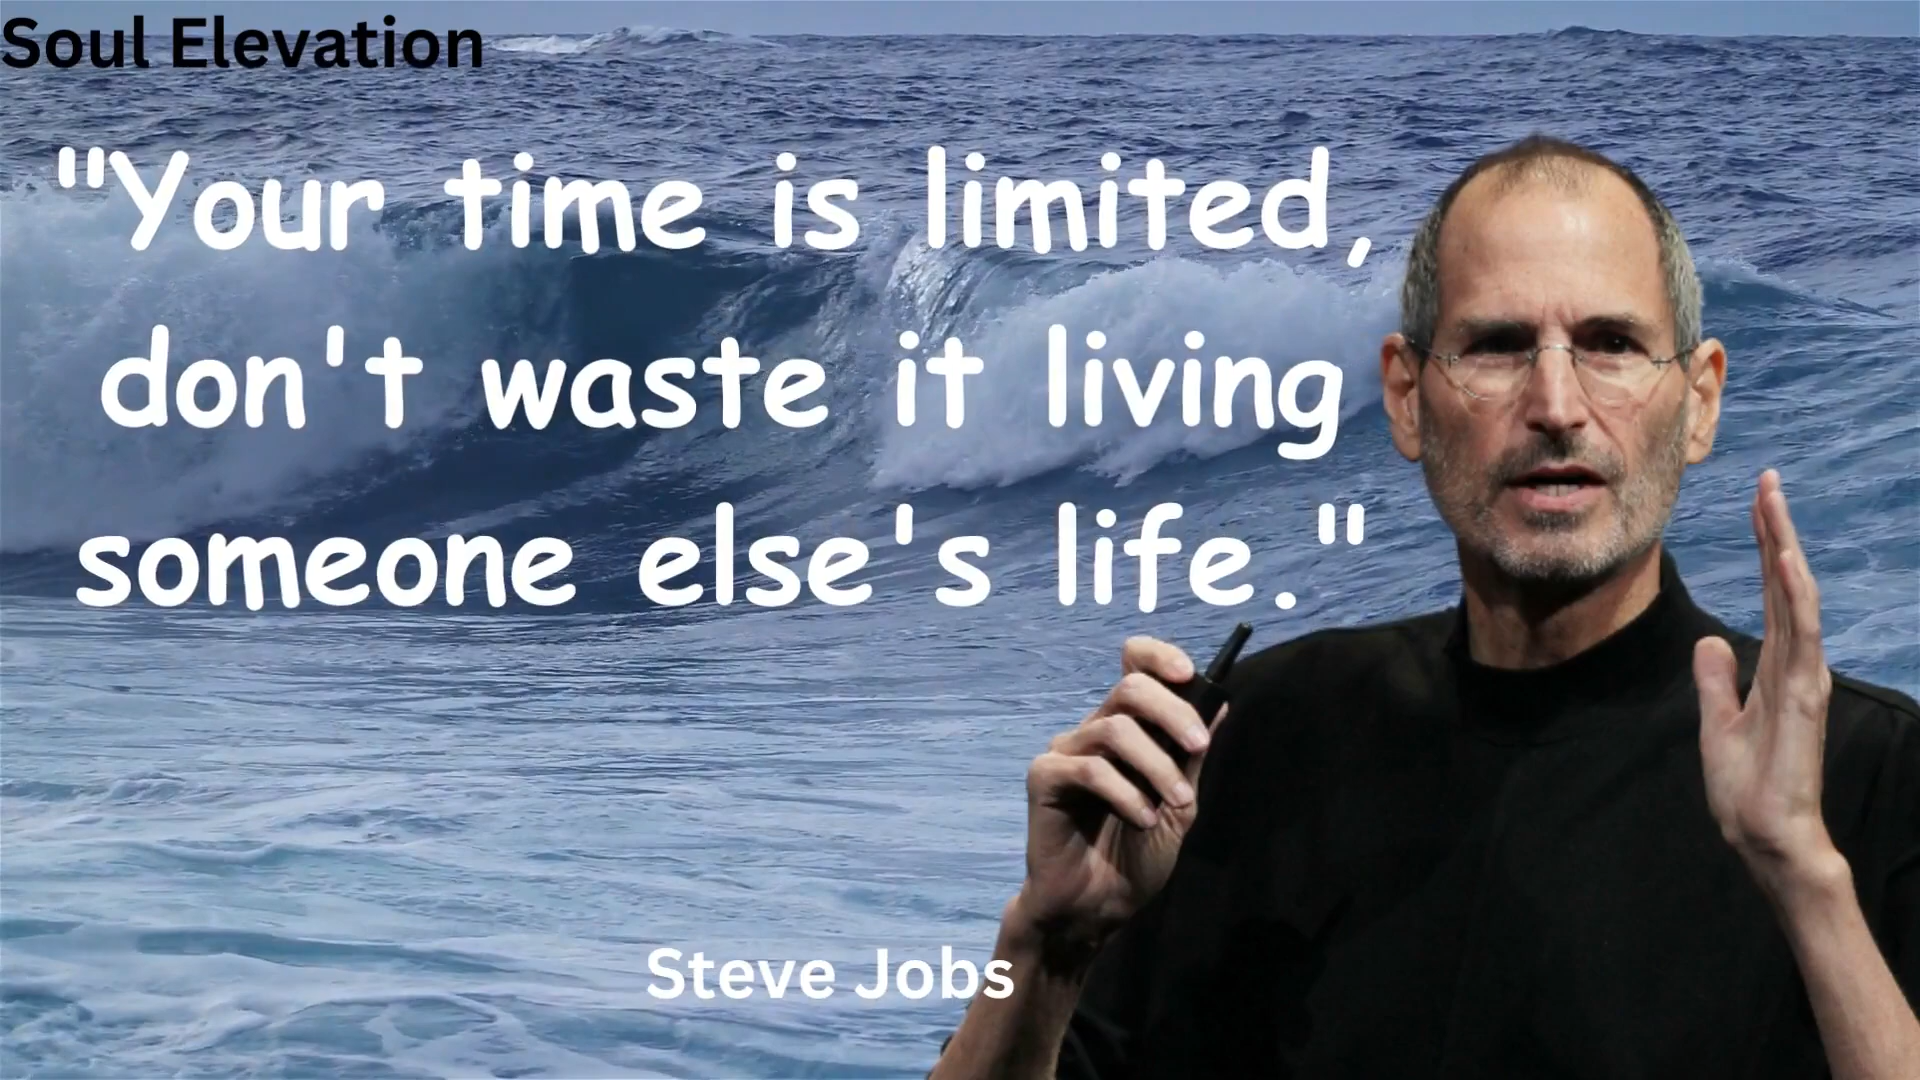 Soul Elevation
"Your time is limited,
don't waste it living
someone else's life."
Steve Jobs